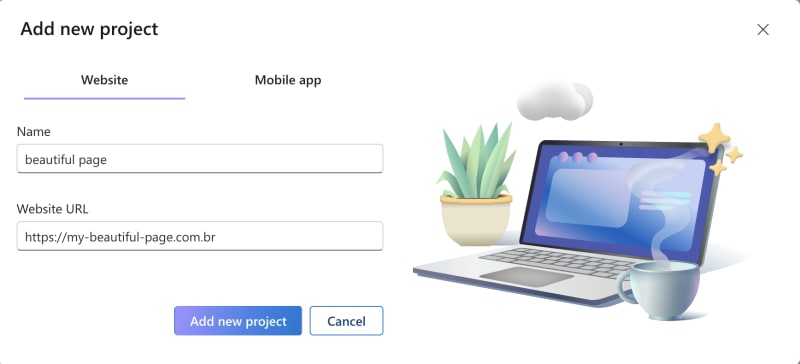 Add new project
Website
Mobile app
Name
beautiful page
Website URL
https://my-beautiful-page.com.br
Add new project
Cancel